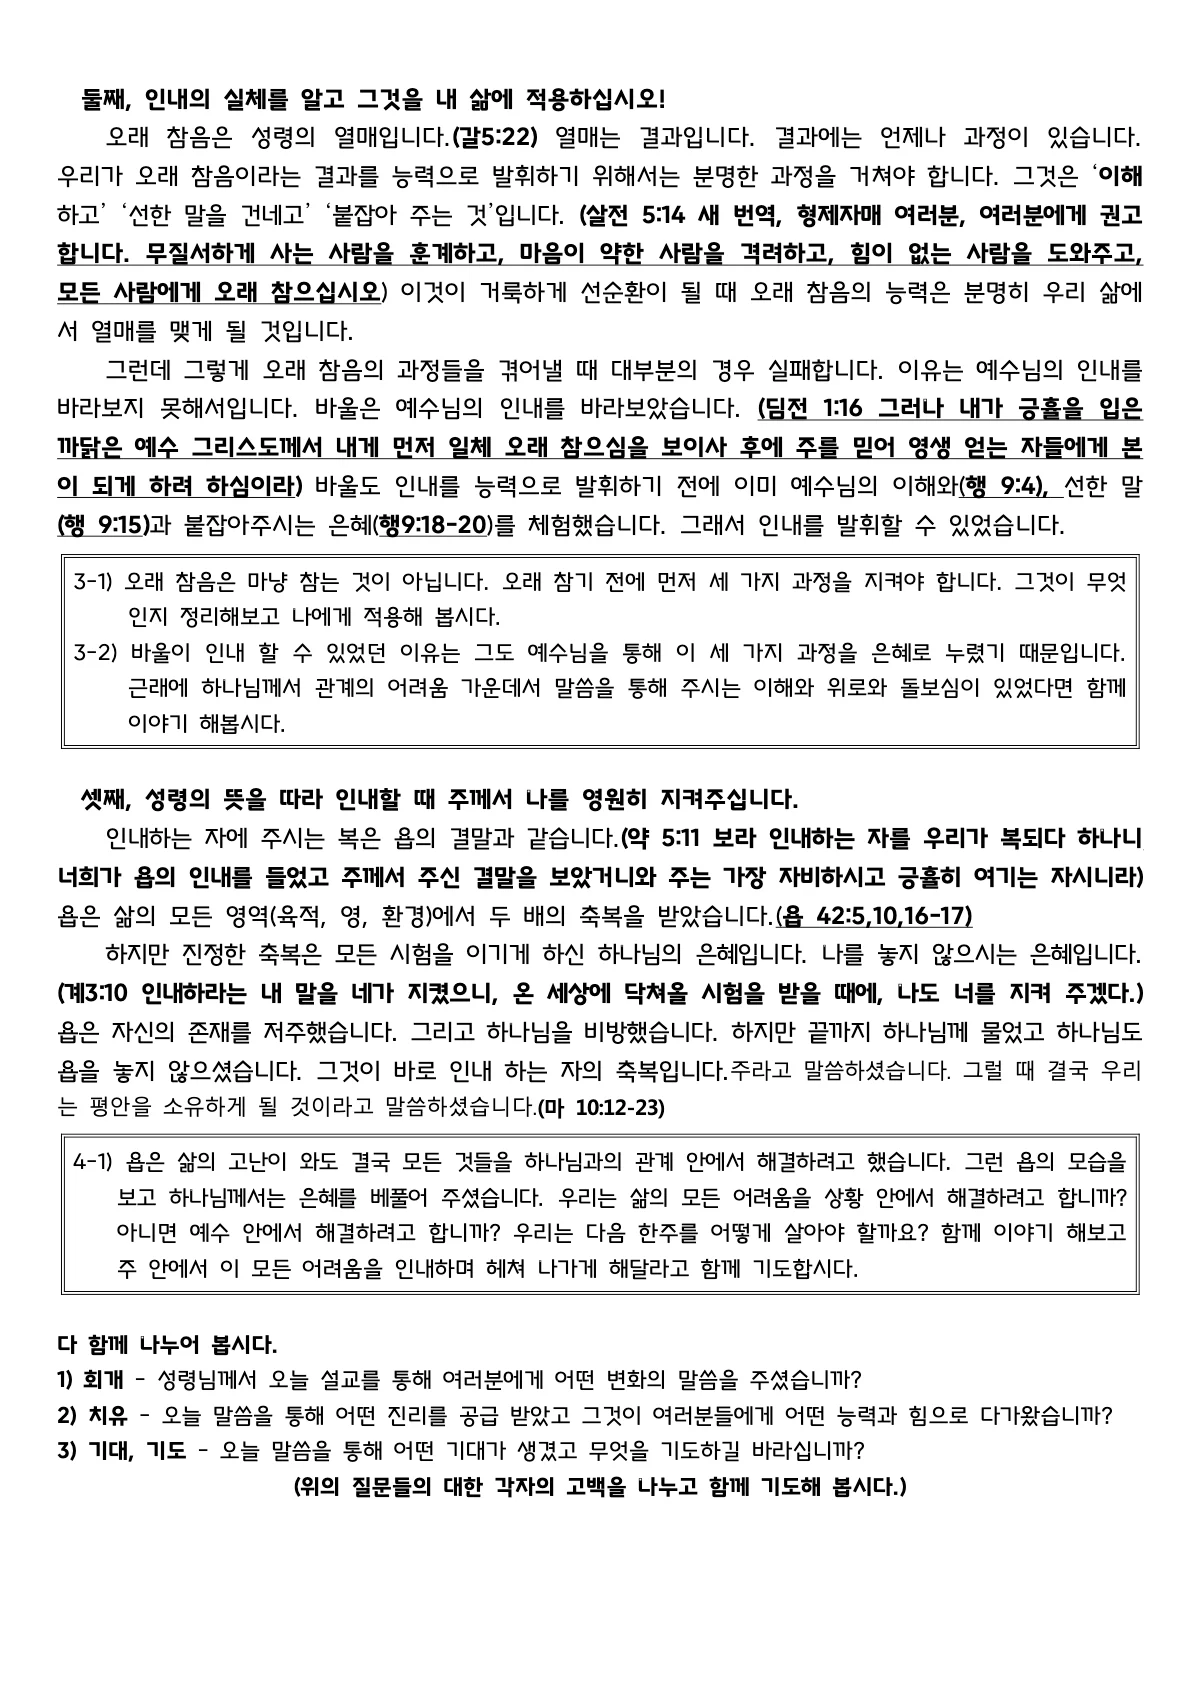 둘째, 인내의 실체를 알고 그것을 내 삶에 적용하십시오!
오래 참음은 성령의 열매입니다.(갈5:22) 열매는 결과입니다. 결과에는 언제나 과정이 있습니다.
우리가 오래 참음이라는 결과를 능력으로 발휘하기 위해서는 분명한 과정을 거쳐야 합니다. 그것은 ‘이해
하고’ ‘선한 말을 건네고’ ‘붙잡아 주는 것’입니다. (살전 5:14 새 번역, 형제자매 여러분, 여러분에게 권고
합니다. 무질서하게 사는 사람을 훈계하고, 마음이 약한 사람을 격려하고, 힘이 없는 사람을 도와주고,
모든 사람에게 오래 참으십시오) 이것이 거룩하게 선순환이 될 때 오래 참음의 능력은 분명히 우리 삶에
서 열매를 맺게 될 것입니다.
그런데 그렇게 오래 참음의 과정들을 겪어낼 때 대부분의 경우 실패합니다. 이유는 예수님의 인내를
바라보지 못해서입니다. 바울은 예수님의 인내를 바라보았습니다. (딤전 1:16 그러나 내가 긍휼을 입은
까닭은 예수 그리스도께서 내게 먼저 일체 오래 참으심을 보이사 후에 주를 믿어 영생 얻는 자들에게 본
이 되게 하려 하심이라) 바울도 인내를 능력으로 발휘하기 전에 이미 예수님의 이해와(행 9:4), 선한 말
(행 9:15)과 붙잡아주시는 은혜(행9:18-20)를 체험했습니다. 그래서 인내를 발휘할 수 있었습니다.
3-1) 오래 참음은 마냥 참는 것이 아닙니다. 오래 참기 전에 먼저 세 가지 과정을 지켜야 합니다. 그것이 무엇
인지 정리해보고 나에게 적용해 봅시다.
3-2) 바울이 인내 할 수 있었던 이유는 그도 예수님을 통해 이 세 가지 과정을 은혜로 누렸기 때문입니다.
근래에 하나님께서 관계의 어려움 가운데서 말씀을 통해 주시는 이해와 위로와 돌보심이 있었다면 함께
이야기 해봅시다.
셋째, 성령의 뜻을 따라 인내할 때 주께서 나를 영원히 지켜주십니다.
인내하는 자에 주시는 복은 욥의 결말과 같습니다.(약 5:11 보라 인내하는 자를 우리가 복되다 하나니
너희가 욥의 인내를 들었고 주께서 주신 결말을 보았거니와 주는 가장 자비하시고 긍휼히 여기는 자시니라)
욥은 삶의 모든 영역(육적, 영, 환경)에서 두 배의 축복을 받았습니다.(욥 42:5,10,16-17)
하지만 진정한 축복은 모든 시험을 이기게 하신 하나님의 은혜입니다. 나를 놓지 않으시는 은혜입니다.
(계3:10 인내하라는 내 말을 네가 지켰으니, 온 세상에 닥쳐올 시험을 받을 때에, 나도 너를 지켜 주겠다.)
욥은 자신의 존재를 저주했습니다. 그리고 하나님을 비방했습니다. 하지만 끝까지 하나님께 물었고 하나님도
욥을 놓지 않으셨습니다. 그것이 바로 인내 하는 자의 축복입니다.주라고 말씀하셨습니다. 그럴 때 결국 우리
는 평안을 소유하게 될 것이라고 말씀하셨습니다.(마 10:12-23)
4-1) 욥은 삶의 고난이 와도 결국 모든 것들을 하나님과의 관계 안에서 해결하려고 했습니다. 그런 욥의 모습을
보고 하나님께서는 은혜를 베풀어 주셨습니다. 우리는 삶의 모든 어려움을 상황 안에서 해결하려고 합니까?
아니면 예수 안에서 해결하려고 합니까? 우리는 다음 한주를 어떻게 살아야 할까요? 함께 이야기 해보고
주 안에서 이 모든 어려움을 인내하며 헤쳐 나가게 해달라고 함께 기도합시다.
다 함께 나누어 봅시다.
1) 회개 - 성령님께서 오늘 설교를 통해 여러분에게 어떤 변화의 말씀을 주셨습니까?
2) 치유 - 오늘 말씀을 통해 어떤 진리를 공급 받았고 그것이 여러분들에게 어떤 능력과 힘으로 다가왔습니까?
3) 기대, 기도 - 오늘 말씀을 통해 어떤 기대가 생겼고 무엇을 기도하길 바라십니까?
(위의 질문들의 대한 각자의 고백을 나누고 함께 기도해 봅시다.)